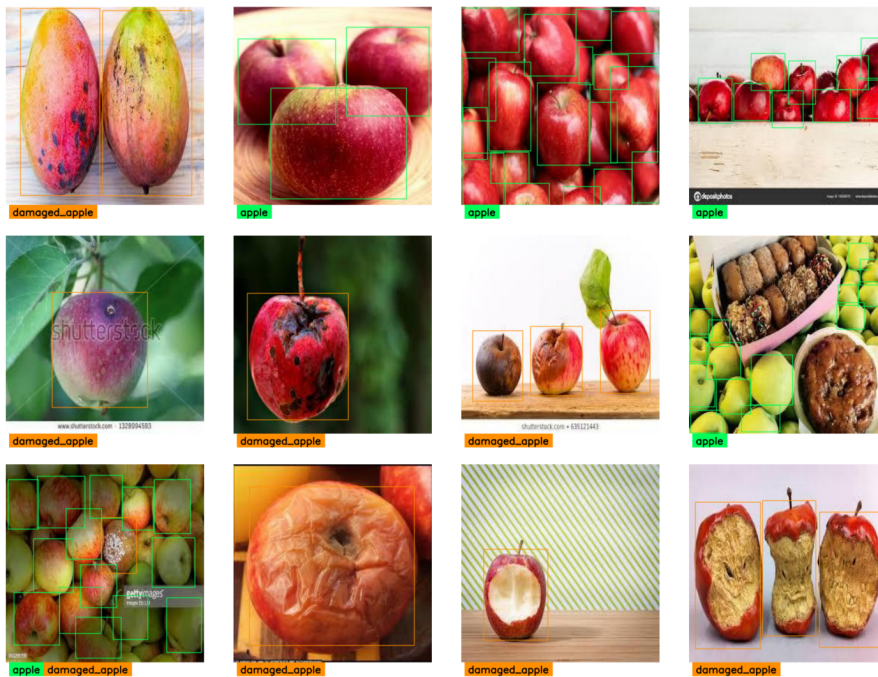 damaged_apple
apple
apple
depositphotos
apple
shutterstock
www.shutterstock.com · 1328994593
damaged_apple
damaged_apple
shutterstock.com • 635121443
damaged_apple
apple
gettyimages
apple damaged_apple
damaged_apple
damaged_apple
damaged_apple